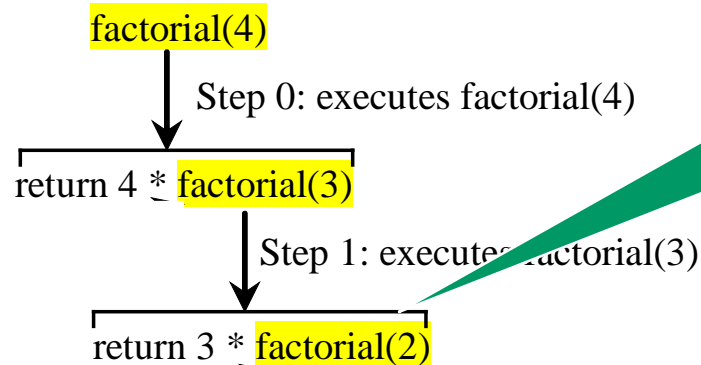 factorial(4)
Step 0: executes factorial(4)
return 4 * factorial(3)
Step 1: executes factorial(3)
return 3 * factorial(2)